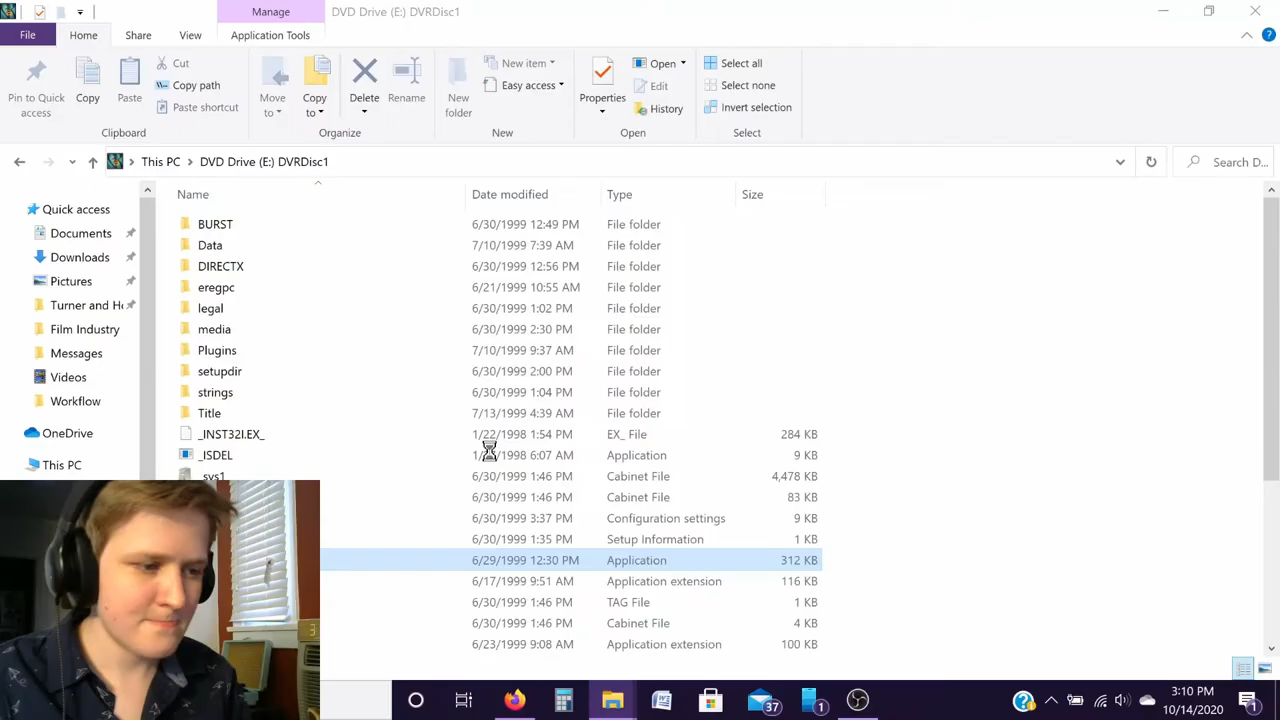 Manage
DVD Drive (E:) DVRDisc1
File
Home
Share
View
Application Tools
Pin to Quick access
Copy
Paste
Cut
Copy path
Paste shortcut
Clipboard
Move to
Copy to
Delete
Rename
Organize
New folder
New item
Easy access
New
Properties
Open
Edit
History
Open
Select all
Select none
Invert selection
Select
This PC
DVD Drive (E:) DVRDisc1
Search D...
Name
Date modified
Type
Size
Quick access
Documents
Downloads
Pictures
Turner and Ho
Film Industry
Messages
Videos
Workflow
OneDrive
This PC
BURST 6/30/1999 12:49 PM File folder
Data 7/10/1999 7:39 AM File folder
DIRECTX 6/30/1999 12:56 PM File folder
eregpc 6/21/1999 10:55 AM File folder
legal 6/30/1999 1:02 PM File folder
media 6/30/1999 2:30 PM File folder
Plugins 7/10/1999 9:37 AM File folder
setupdir 6/30/1999 2:00 PM File folder
strings 6/30/1999 1:04 PM File folder
Title 7/13/1999 4:39 AM File folder
_INST32I.EX_ 1/22/1998 1:54 PM EX_ File 284 KB
_ISDEL 1/ /1998 6:07 AM Application 9 KB
_sys1 6/30/1999 1:46 PM Cabinet File 4,478 KB
6/30/1999 1:46 PM Cabinet File 83 KB
6/30/1999 3:37 PM Configuration settings 9 KB
6/30/1999 1:35 PM Setup Information 1 KB
6/29/1999 12:30 PM Application 312 KB
6/17/1999 9:51 AM Application extension 116 KB
6/30/1999 1:46 PM TAG File 1 KB
6/30/1999 1:46 PM Cabinet File 4 KB
6/23/1999 9:08 AM Application extension 100 KB
37
1
3:10 PM
10/14/2020
1